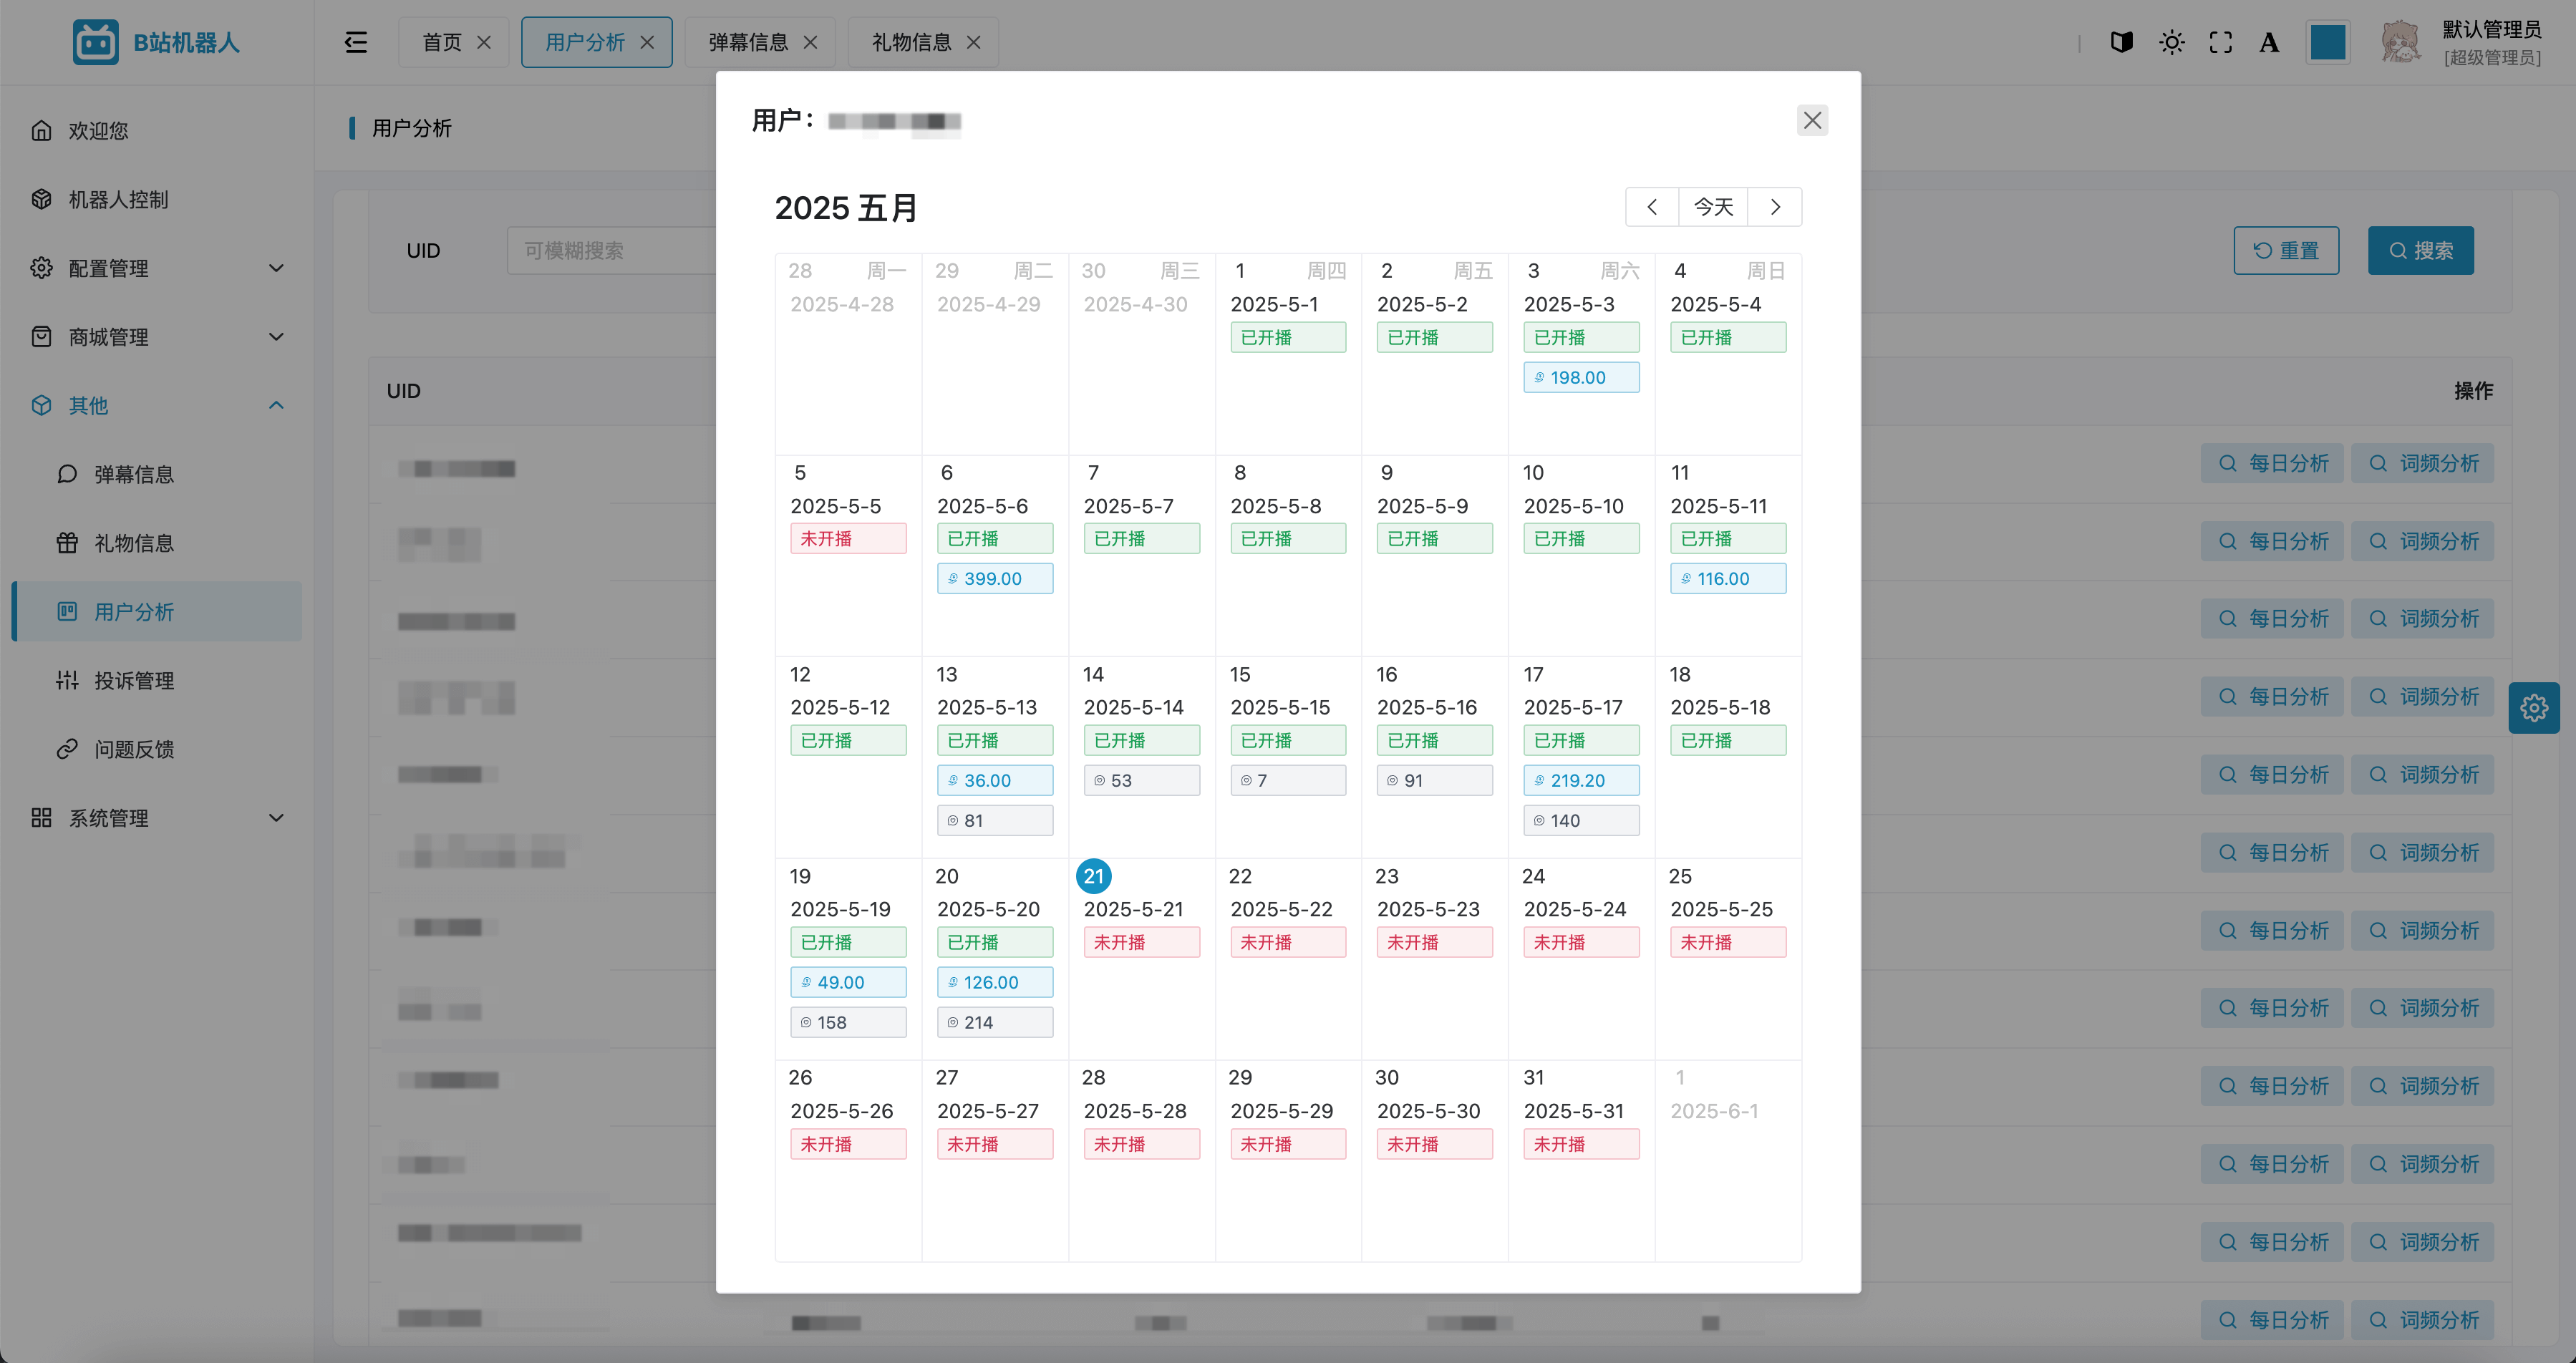 B站机器人
首页
用户分析
弹幕信息
礼物信息
A
默认管理员
[超级管理员]
欢迎您
机器人控制
配置管理
商城管理
其他
弹幕信息
礼物信息
用户分析
投诉管理
问题反馈
系统管理
用户分析
UID
可模糊搜索
重置
搜索
UID
操作
每日分析 词频分析
每日分析 词频分析
每日分析 词频分析
每日分析 词频分析
每日分析 词频分析
每日分析 词频分析
每日分析 词频分析
每日分析 词频分析
每日分析 词频分析
每日分析 词频分析
每日分析 词频分析
每日分析 词频分析
用户：
2025 五月
今天
28 周一 29 周二 30 周三 1 周四 2 周五 3 周六 4 周日
2025-4-28 2025-4-29 2025-4-30 2025-5-1 2025-5-2 2025-5-3 2025-5-4
已开播 已开播 已开播 已开播
198.00
5 6 7 8 9 10 11
2025-5-5 2025-5-6 2025-5-7 2025-5-8 2025-5-9 2025-5-10 2025-5-11
未开播 已开播 已开播 已开播 已开播 已开播 已开播
399.00 116.00
12 13 14 15 16 17 18
2025-5-12 2025-5-13 2025-5-14 2025-5-15 2025-5-16 2025-5-17 2025-5-18
已开播 已开播 已开播 已开播 已开播 已开播 已开播
36.00 53 7 91 219.20
81 140
19 20 21 22 23 24 25
2025-5-19 2025-5-20 2025-5-21 2025-5-22 2025-5-23 2025-5-24 2025-5-25
已开播 已开播 未开播 未开播 未开播 未开播 未开播
49.00 126.00
158 214
26 27 28 29 30 31 1
2025-5-26 2025-5-27 2025-5-28 2025-5-29 2025-5-30 2025-5-31 2025-6-1
未开播 未开播 未开播 未开播 未开播 未开播